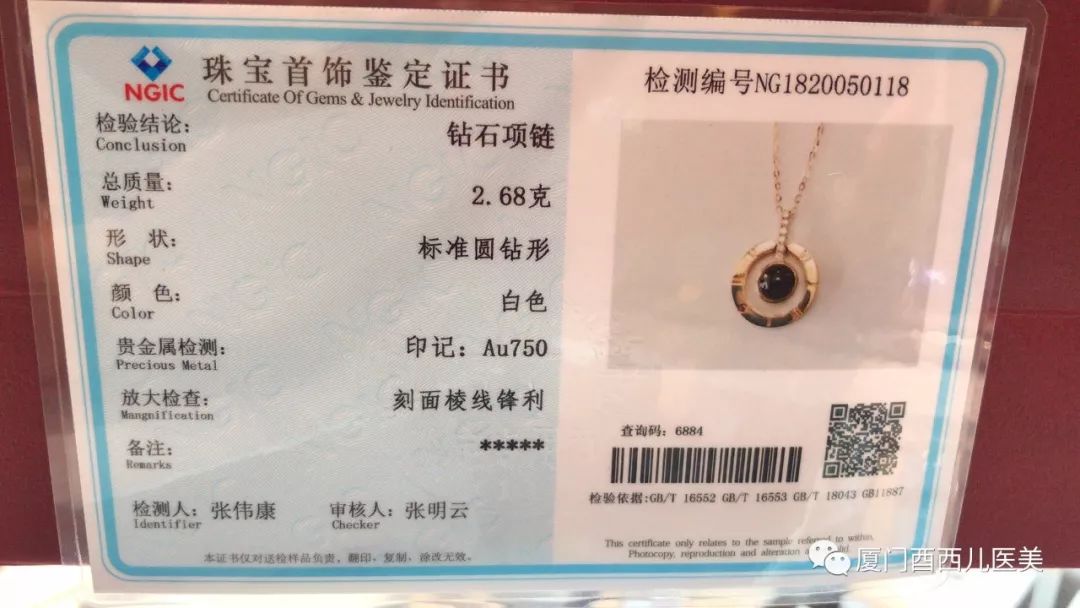 NGIC
珠宝首饰鉴定证书
Certificate Of Gems & Jewelry Identification
检验结论: 钻石项链
Conclusion
总质量: 2.68克
Weight
形 状: 标准圆钻形
Shape
颜 色: 白色
Color
贵金属检测: 印记: Au750
Precious Metal
放大检查: 刻面棱线锋利
Mangnification
备注: *****
Remarks
检测人: 张伟康 审核人: 张明云
Identifier Checker
本证书仅对送检样品负责，翻印、复制、涂改无效。
检测编号NG1820050118
查询码: 6884
检验依据:GB/T 16552 GB/T 16553 GB/T 18043 GB11887
This certificate only relates to the sample referred to within.
Photocopy, reproduction and alteration
厦门酉西儿医美